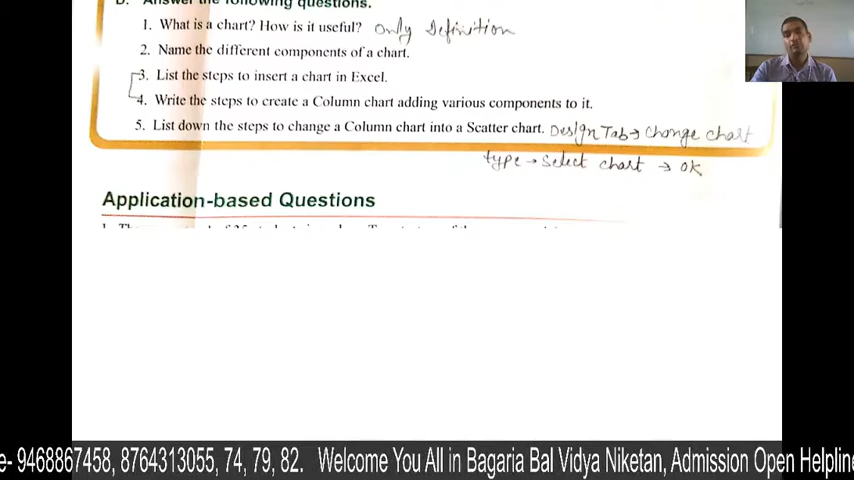 D. Answer the following questions.
1. What is a chart? How is it useful? Only Definition
2. Name the different components of a chart.
3. List the steps to insert a chart in Excel.
4. Write the steps to create a Column chart adding various components to it.
5. List down the steps to change a Column chart into a Scatter chart. Design Tab → Change chart
type → Select chart → OK
Application-based Questions
e- 9468867458, 8764313055, 74, 79, 82. Welcome You All in Bagaria Bal Vidya Niketan, Admission Open Helpline